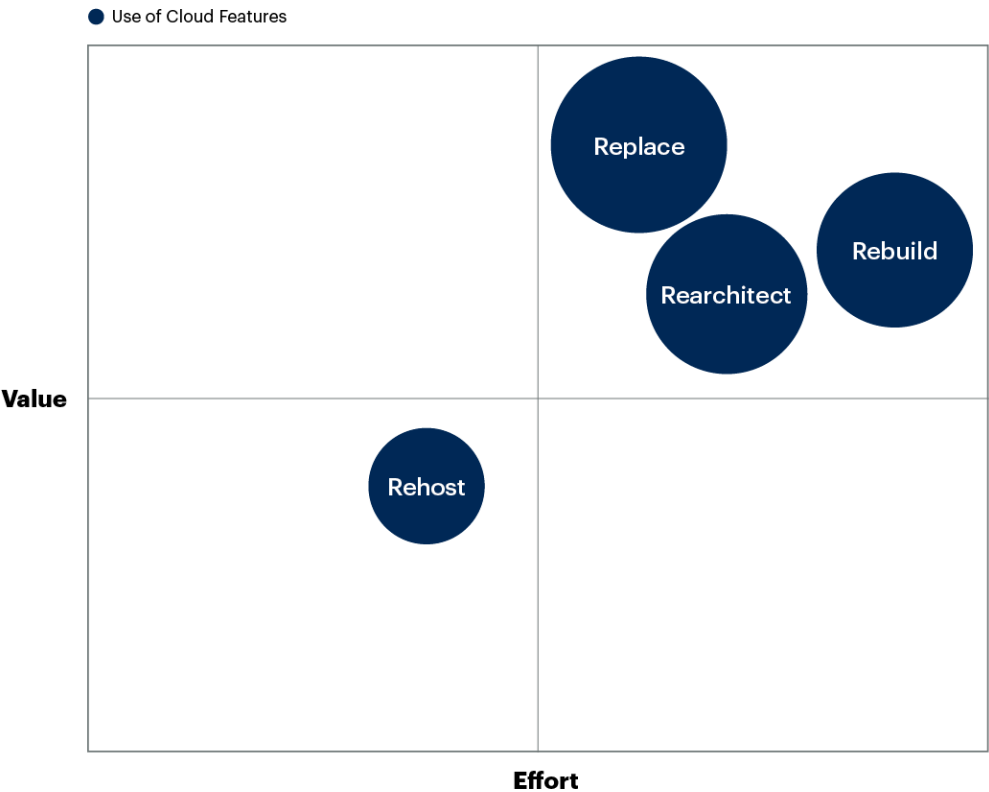 Use of Cloud Features
Replace
Rebuild
Rearchitect
Value
Rehost
Effort